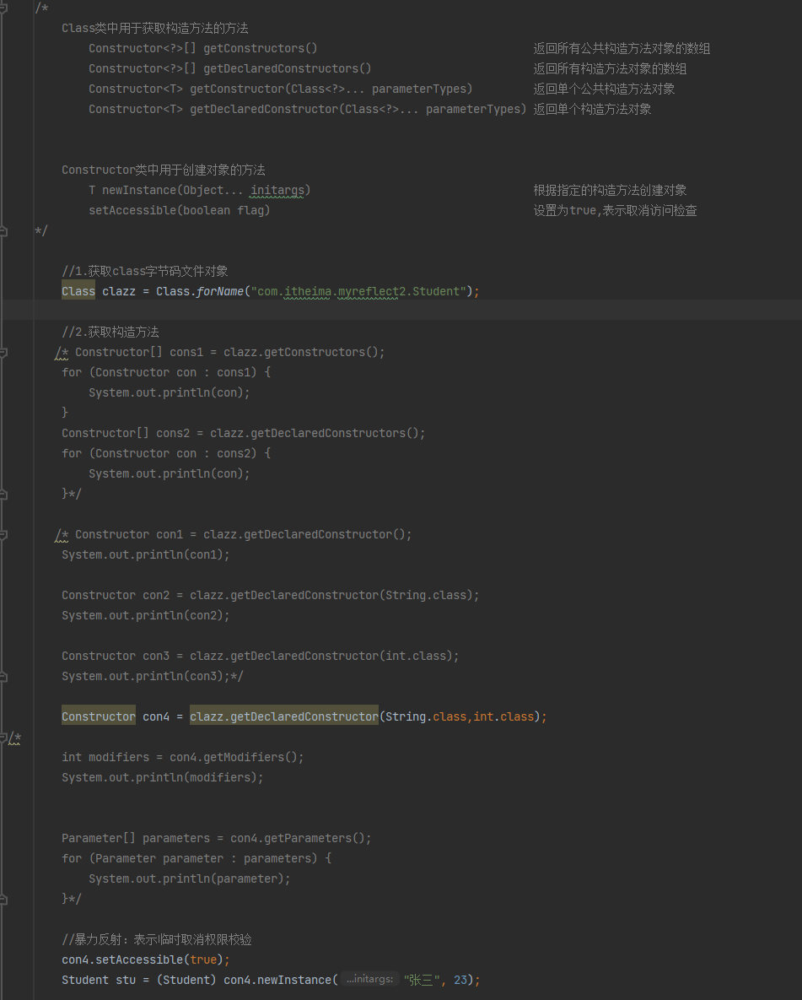 /*
Class类中用于获取构造方法的方法
Constructor<?>[] getConstructors() 返回所有公共构造方法对象的数组
Constructor<?>[] getDeclaredConstructors() 返回所有构造方法对象的数组
Constructor<T> getConstructor(Class<?>... parameterTypes) 返回单个公共构造方法对象
Constructor<T> getDeclaredConstructor(Class<?>... parameterTypes) 返回单个构造方法对象
Constructor类中用于创建对象的方法
T newInstance(Object... initargs) 根据指定的构造方法创建对象
setAccessible(boolean flag) 设置为true,表示取消访问检查
*/
//1.获取class字节码文件对象
Class clazz = Class.forName("com.itheima.myreflect2.Student");
//2.获取构造方法
/* Constructor[] cons1 = clazz.getConstructors();
for (Constructor con : cons1) {
System.out.println(con);
}
Constructor[] cons2 = clazz.getDeclaredConstructors();
for (Constructor con : cons2) {
System.out.println(con);
}*/
/* Constructor con1 = clazz.getDeclaredConstructor();
System.out.println(con1);
Constructor con2 = clazz.getDeclaredConstructor(String.class);
System.out.println(con2);
Constructor con3 = clazz.getDeclaredConstructor(int.class);
System.out.println(con3);*/
Constructor con4 = clazz.getDeclaredConstructor(String.class,int.class);
/*
int modifiers = con4.getModifiers();
System.out.println(modifiers);
Parameter[] parameters = con4.getParameters();
for (Parameter parameter : parameters) {
System.out.println(parameter);
}*/
//暴力反射：表示临时取消权限校验
con4.setAccessible(true);
Student stu = (Student) con4.newInstance( ...initargs: "张三", 23);